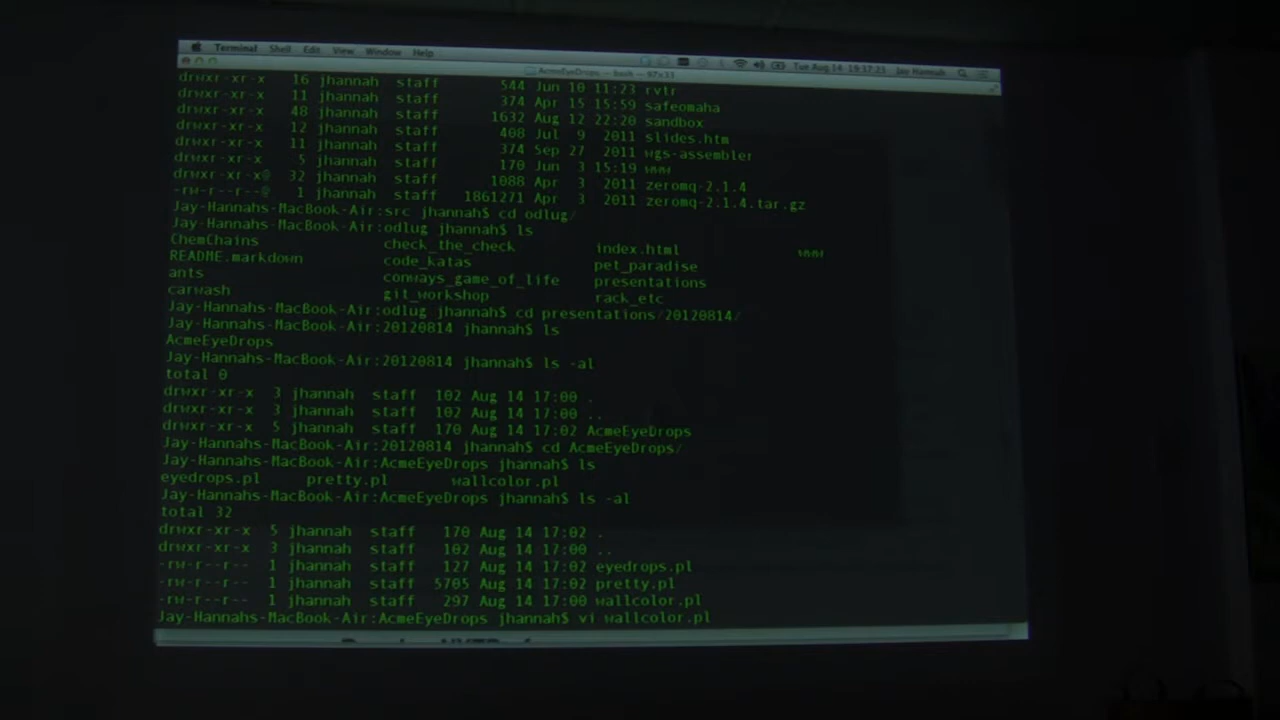 Terminal Shell Edit View Window Help Tue Aug 14 19:37:23 Jay Hannah
AcmeEyeDrops — bash — 97x33
drwxr-xr-x 16 jhannah staff 544 Jun 10 11:23 rvtr
drwxr-xr-x 11 jhannah staff 374 Apr 15 15:59 safeomaha
drwxr-xr-x 48 jhannah staff 1632 Aug 12 22:20 sandbox
drwxr-xr-x 12 jhannah staff 408 Jul 9 2011 slides.htm
drwxr-xr-x 11 jhannah staff 374 Sep 27 2011 wgs-assembler
drwxr-xr-x 5 jhannah staff 170 Jun 3 15:19 www
drwxr-xr-x@ 32 jhannah staff 1088 Apr 3 2011 zeromq-2.1.4
-rw-r--r--@ 1 jhannah staff 1861271 Apr 3 2011 zeromq-2.1.4.tar.gz
Jay-Hannahs-MacBook-Air:src jhannah$ cd odlug/
Jay-Hannahs-MacBook-Air:odlug jhannah$ ls
ChemChains check_the_check index.html www
README.markdown code_katas pet_paradise
ants conways_game_of_life presentations
carwash git_workshop rack_etc
Jay-Hannahs-MacBook-Air:odlug jhannah$ cd presentations/20120814/
Jay-Hannahs-MacBook-Air:20120814 jhannah$ ls
AcmeEyeDrops
Jay-Hannahs-MacBook-Air:20120814 jhannah$ ls -al
total 0
drwxr-xr-x 3 jhannah staff 102 Aug 14 17:00 .
drwxr-xr-x 3 jhannah staff 102 Aug 14 17:00 ..
drwxr-xr-x 5 jhannah staff 170 Aug 14 17:02 AcmeEyeDrops
Jay-Hannahs-MacBook-Air:20120814 jhannah$ cd AcmeEyeDrops/
Jay-Hannahs-MacBook-Air:AcmeEyeDrops jhannah$ ls
eyedrops.pl pretty.pl wallcolor.pl
Jay-Hannahs-MacBook-Air:AcmeEyeDrops jhannah$ ls -al
total 32
drwxr-xr-x 5 jhannah staff 170 Aug 14 17:02 .
drwxr-xr-x 3 jhannah staff 102 Aug 14 17:00 ..
-rw-r--r-- 1 jhannah staff 127 Aug 14 17:02 eyedrops.pl
-rw-r--r-- 1 jhannah staff 5705 Aug 14 17:02 pretty.pl
-rw-r--r-- 1 jhannah staff 297 Aug 14 17:00 wallcolor.pl
Jay-Hannahs-MacBook-Air:AcmeEyeDrops jhannah$ vi wallcolor.pl